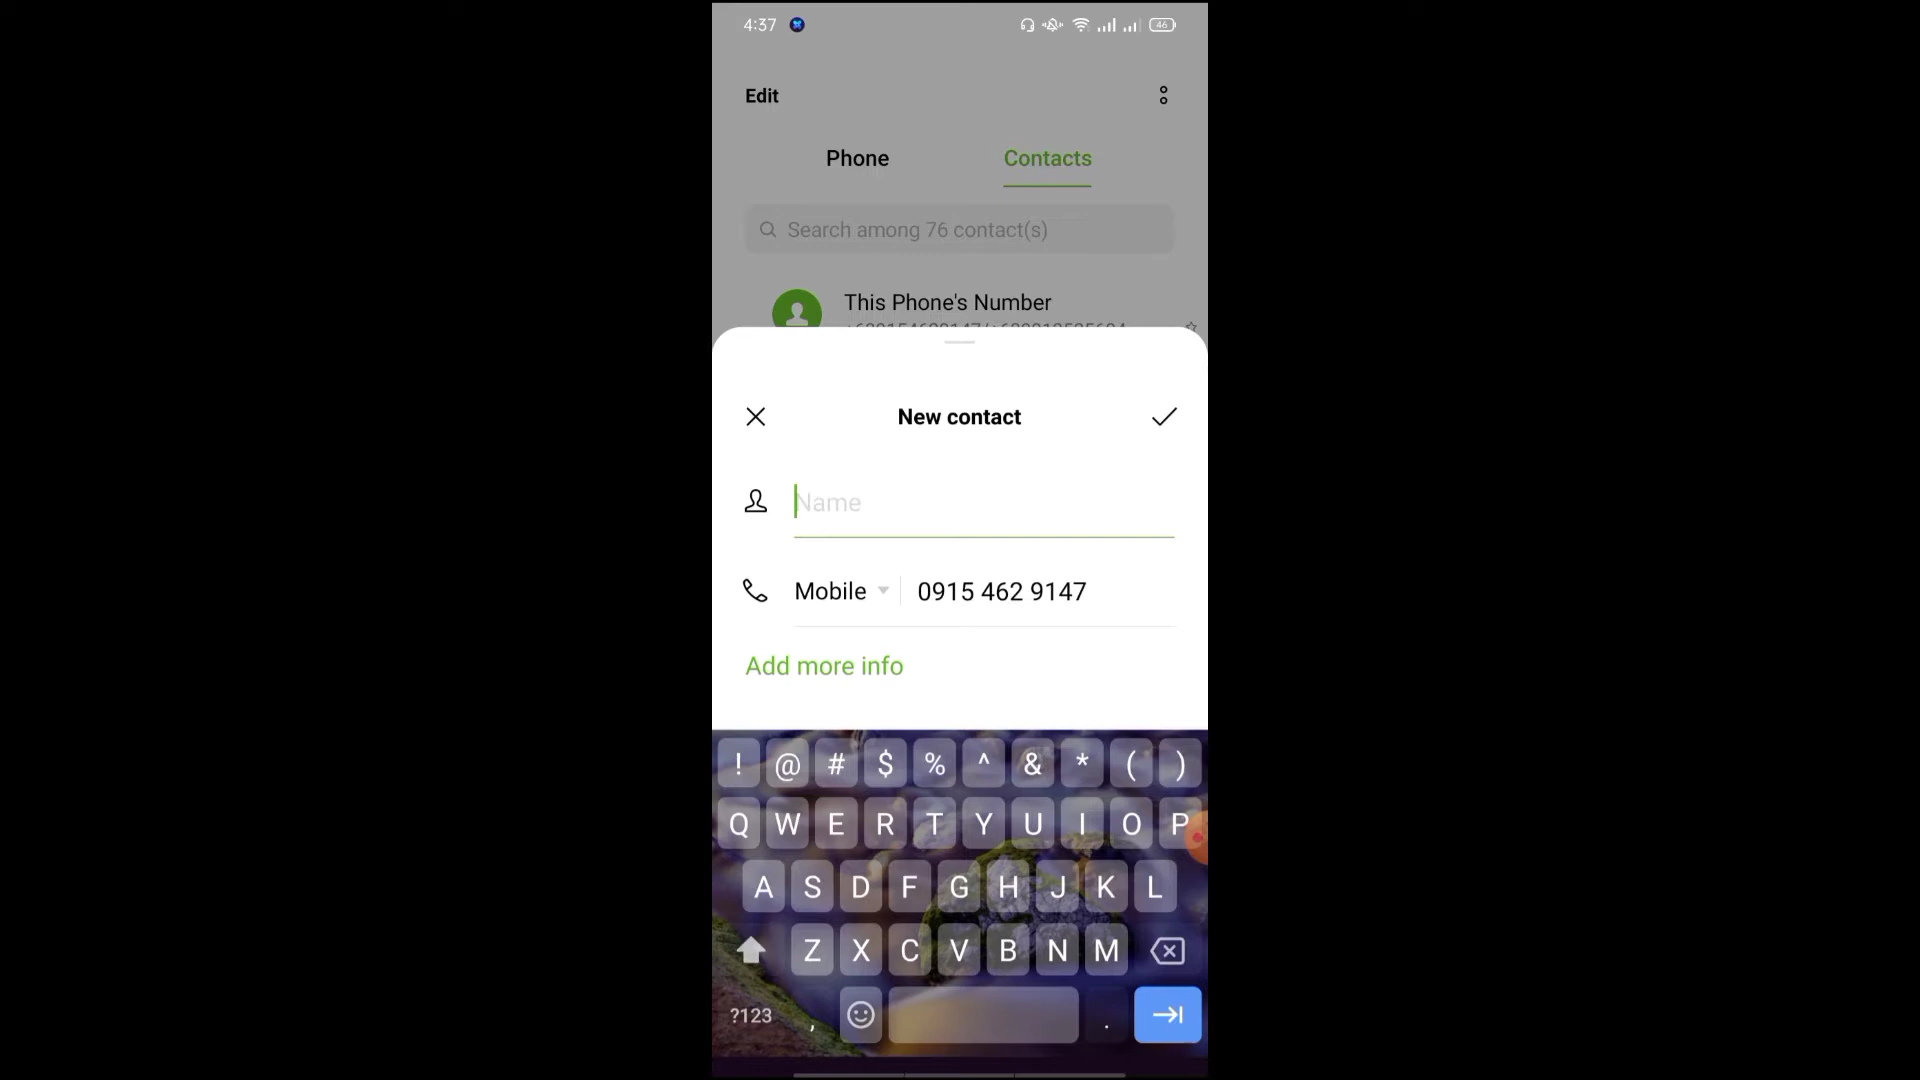 4:37
46
Edit
Phone Contacts
Search among 76 contact(s)
This Phone's Number
New contact
Name
Mobile 0915 462 9147
Add more info
! @ # $ % ^ & * ( )
Q W E R T Y U I O P
A S D F G H J K L
Z X C V B N M
?123 , .